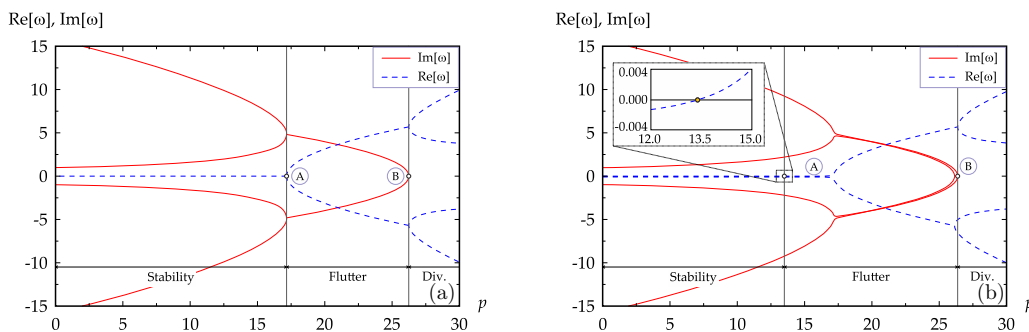 Re[ω], Im[ω]
15
10
5
0
-5
-10
-15
0 5 10 15 20 25 30
p
Im[ω]
Re[ω]
A
B
Stability
Flutter
Div.
(a)
Re[ω], Im[ω]
15
10
5
0
-5
-10
-15
0 5 10 15 20 25 30
p
Im[ω]
Re[ω]
0.004
0.000
-0.004
12.0 13.5 15.0
A
B
Stability
Flutter
Div.
(b)